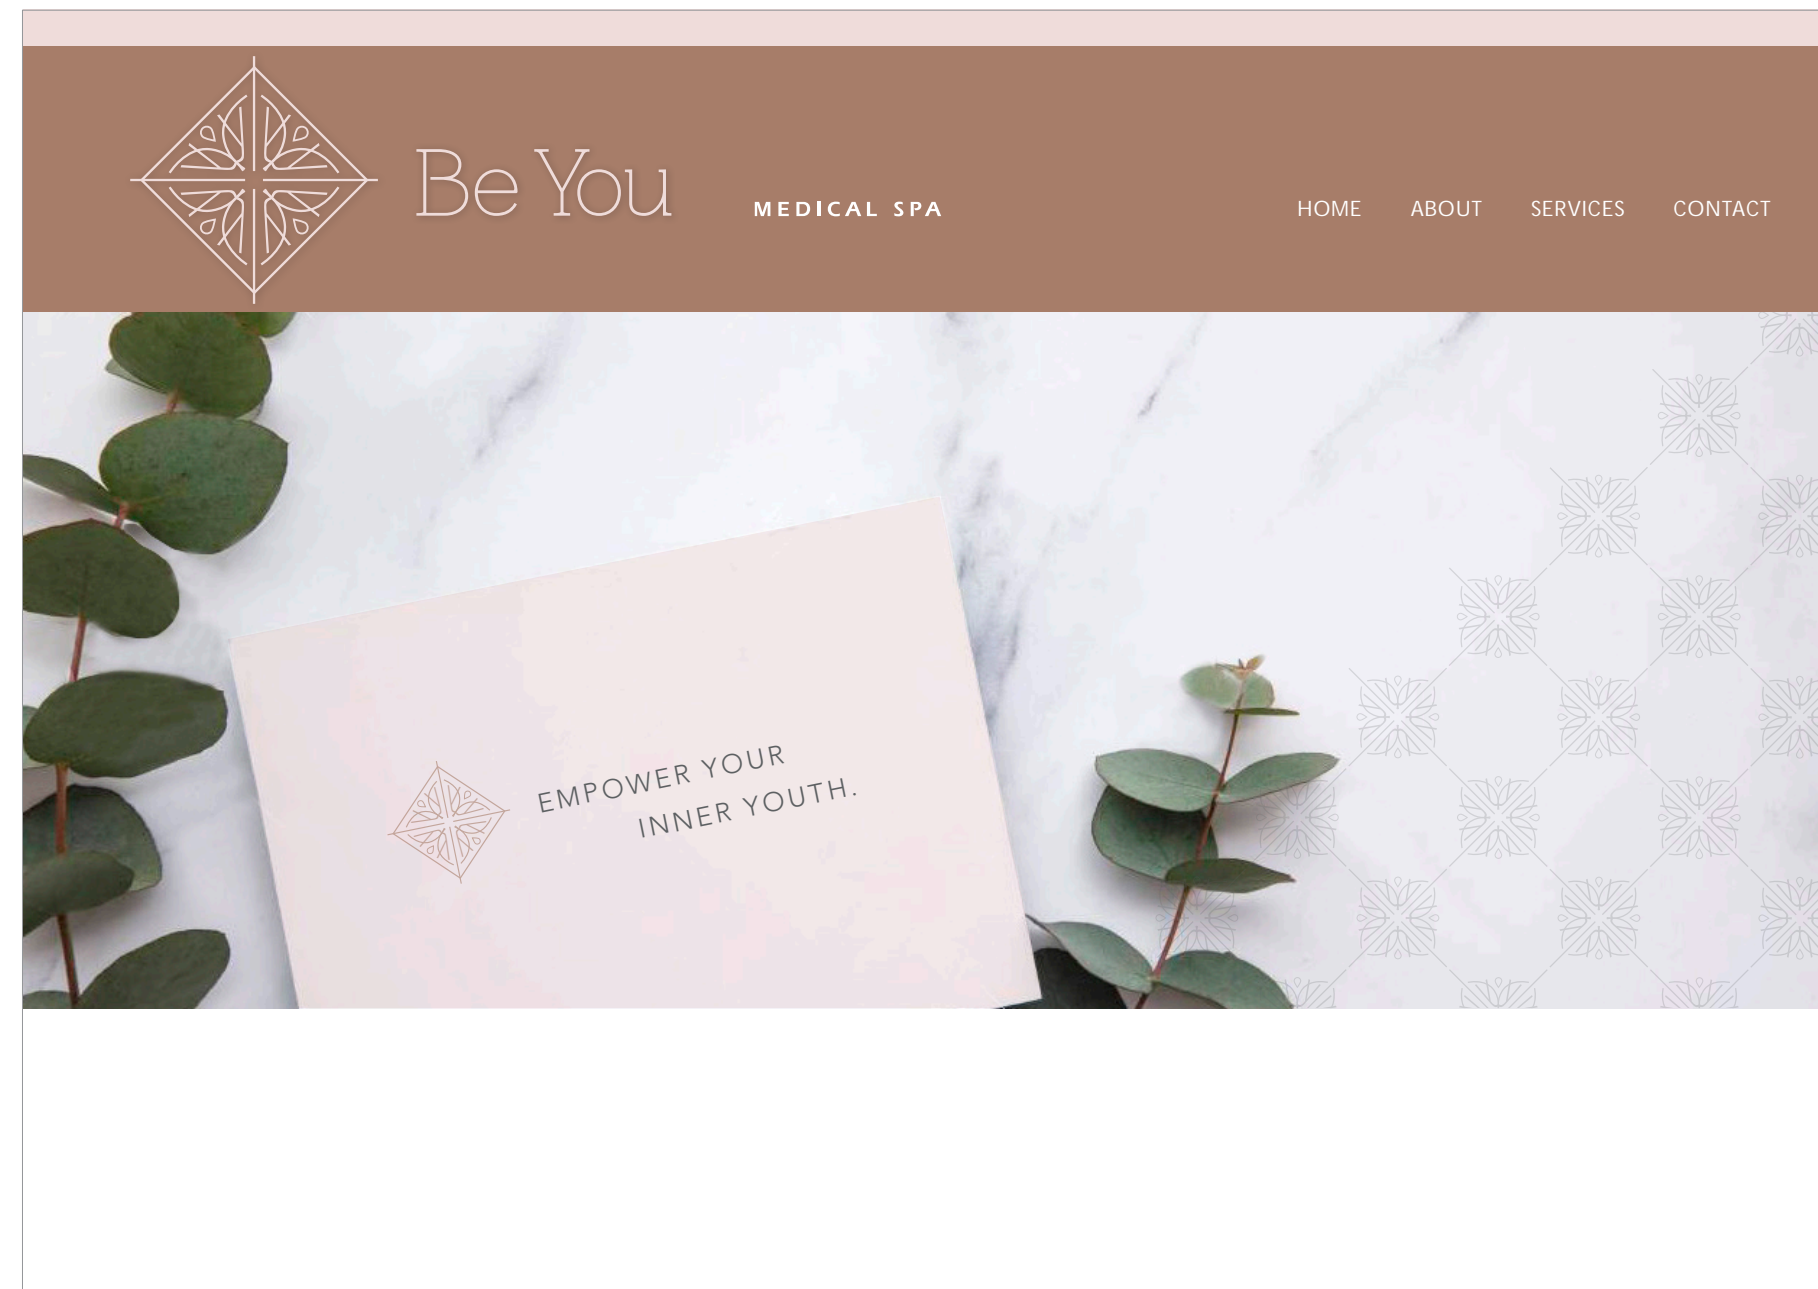 Be You
MEDICAL SPA
HOME ABOUT SERVICES CONTACT
EMPOWER YOUR
INNER YOUTH.